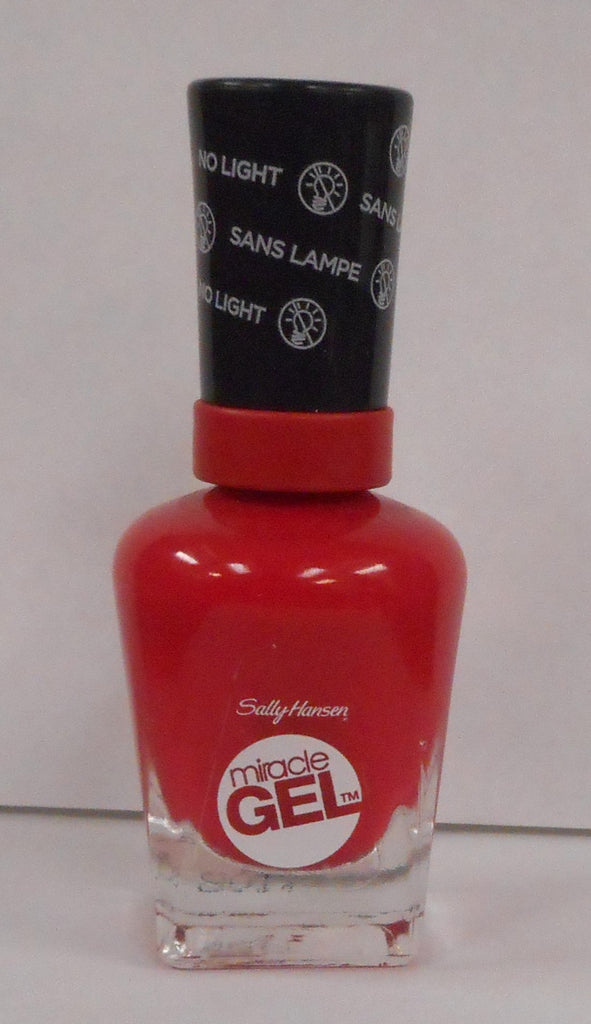 NO LIGHT
SANS
SANS LAMPE
NO LIGHT
Sally Hansen
miracle
GEL™